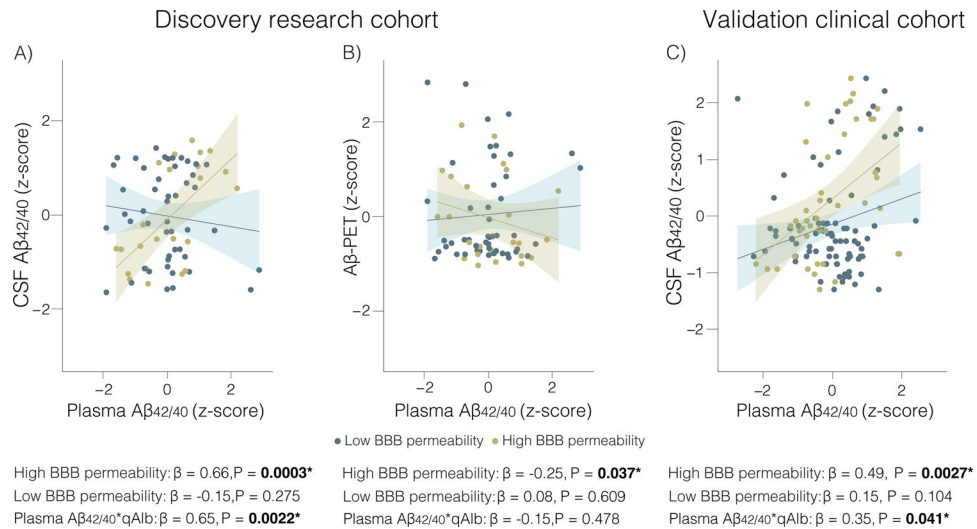 Discovery research cohort
Validation clinical cohort
A)
B)
C)
CSF Aβ42/40 (z-score)
2
0
−2
−2
0
2
Plasma Aβ42/40 (z-score)
Aβ-PET (z-score)
2
0
−2
−2
0
2
Plasma Aβ42/40 (z-score)
CSF Aβ42/40 (z-score)
2
1
0
−1
−2
−2
0
2
Plasma Aβ42/40 (z-score)
Low BBB permeability
High BBB permeability
High BBB permeability: β = 0.66, P = 0.0003*
Low BBB permeability: β = -0.15, P = 0.275
Plasma Aβ42/40*qAlb: β = 0.65, P = 0.0022*
High BBB permeability: β = -0.25, P = 0.037*
Low BBB permeability: β = 0.08, P = 0.609
Plasma Aβ42/40*qAlb: β = -0.15, P = 0.478
High BBB permeability: β = 0.49, P = 0.0027*
Low BBB permeability: β = 0.15, P = 0.104
Plasma Aβ42/40*qAlb: β = 0.35, P = 0.041*